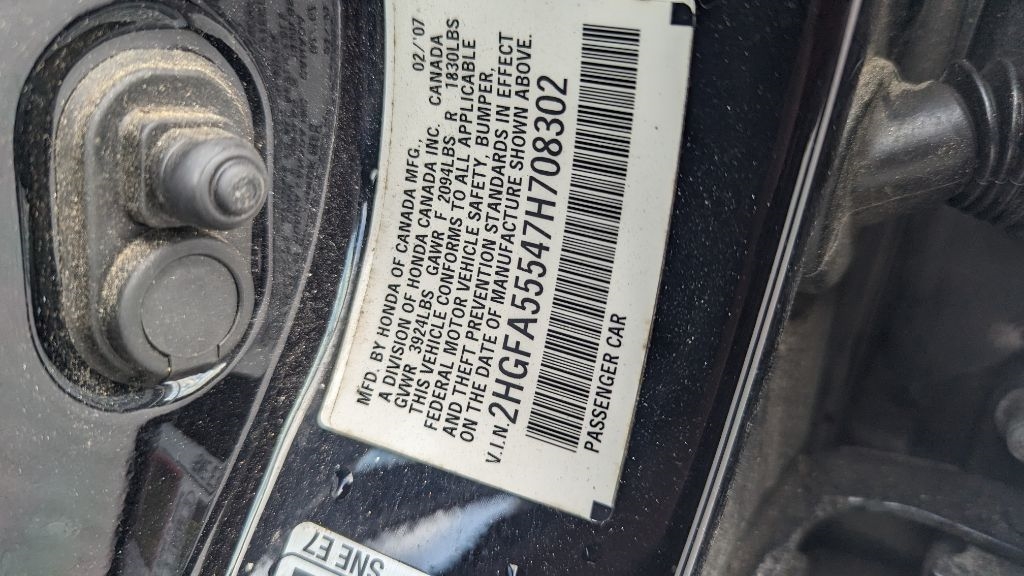 MFD. BY HONDA OF CANADA MFG. 02/'07
A DIVISION OF HONDA CANADA INC. CANADA
GVWR 3924LBS GAWR F 2094LBS R 1830LBS
THIS VEHICLE CONFORMS TO ALL APPLICABLE
FEDERAL MOTOR VEHICLE SAFETY, BUMPER,
AND THEFT PREVENTION STANDARDS IN EFFECT
ON THE DATE OF MANUFACTURE SHOWN ABOVE.
V.I.N. 2HGFA55547H708302
PASSENGER CAR
SNE E7